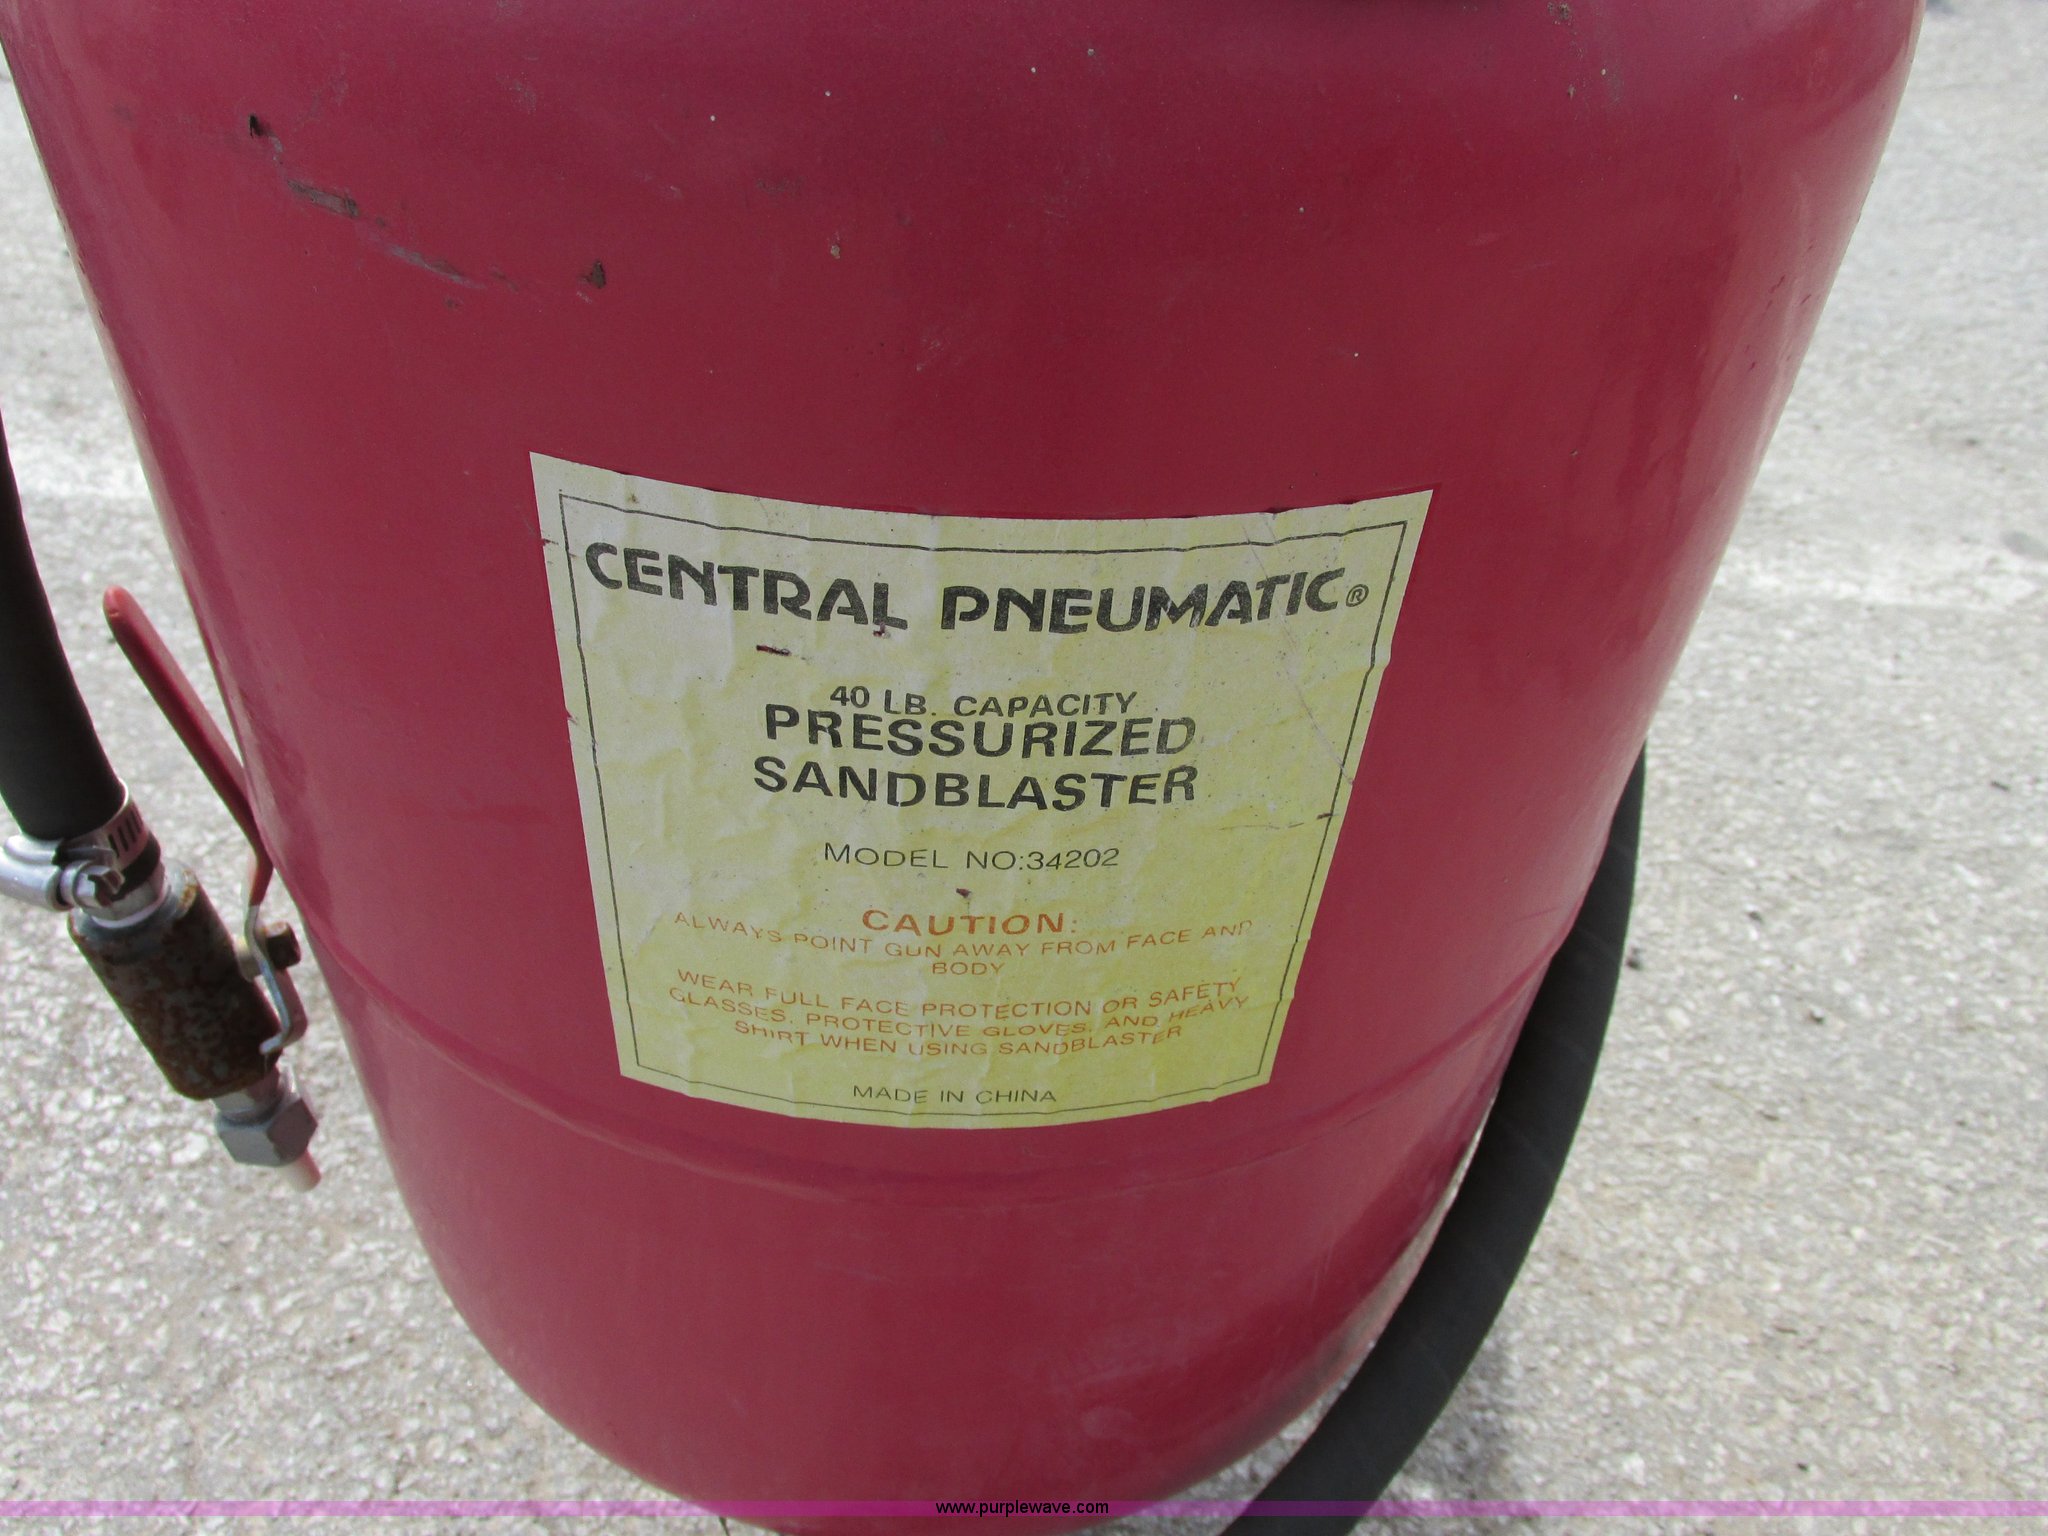 CENTRAL PNEUMATIC®
40 LB. CAPACITY
PRESSURIZED
SANDBLASTER
MODEL NO:34202
CAUTION:
ALWAYS POINT GUN AWAY FROM FACE AND
BODY
WEAR FULL FACE PROTECTION OR SAFETY
GLASSES, PROTECTIVE GLOVES, AND HEAVY
SHIRT WHEN USING SANDBLASTER
MADE IN CHINA
www.purplewave.com